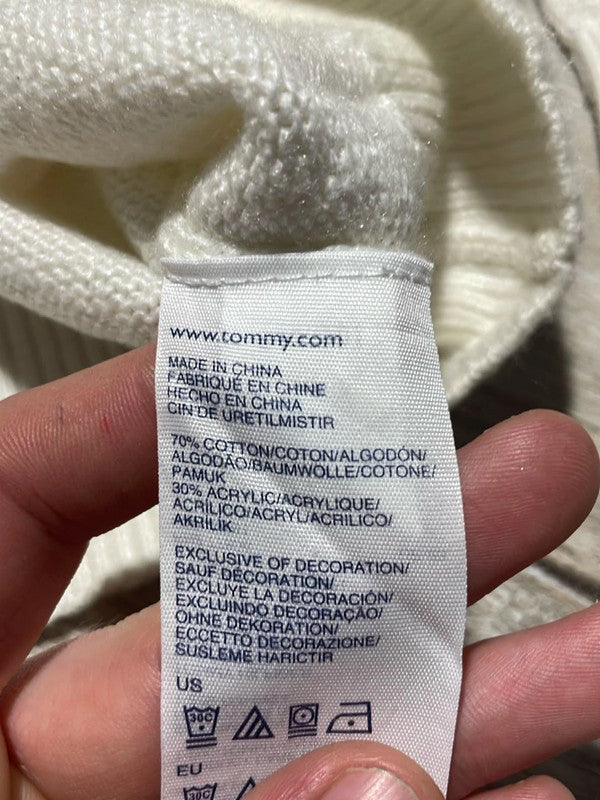 www.tommy.com
MADE IN CHINA
FABRIQUÉ EN CHINE
HECHO EN CHINA
CIN DE URETILMISTIR
70% COTTON/COTON/ALGODÓN/
ALGODÃO/BAUMWOLLE/COTONE/
PAMUK
30% ACRYLIC/ACRYLIQUE/
ACRÍLICO/ACRYL/ACRILICO/
AKRILIK
EXCLUSIVE OF DECORATION/
SAUF DÉCORATION/
EXCLUYE LA DECORACIÓN/
EXCLUINDO DECORAÇÃO/
OHNE DEKORATION/
ECCETTO DECORAZIONE/
SUSLEME HARICTIR
US
30C
EU
30C